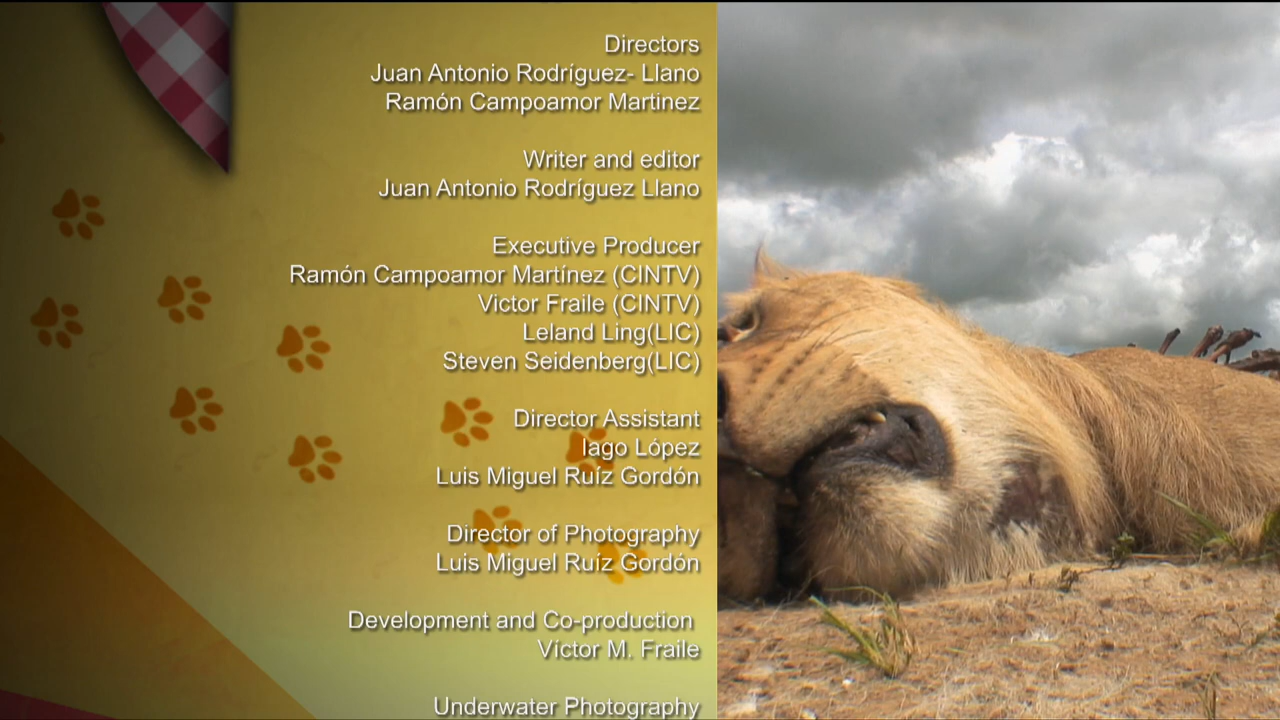 Directors
Juan Antonio Rodríguez- Llano
Ramón Campoamor Martinez
Writer and editor
Juan Antonio Rodríguez Llano
Executive Producer
Ramón Campoamor Martínez (CINTV)
Victor Fraile (CINTV)
Leland Ling(LIC)
Steven Seidenberg(LIC)
Director Assistant
Iago López
Luis Miguel Ruíz Gordón
Director of Photography
Luis Miguel Ruíz Gordón
Development and Co-production
Víctor M. Fraile
Underwater Photography